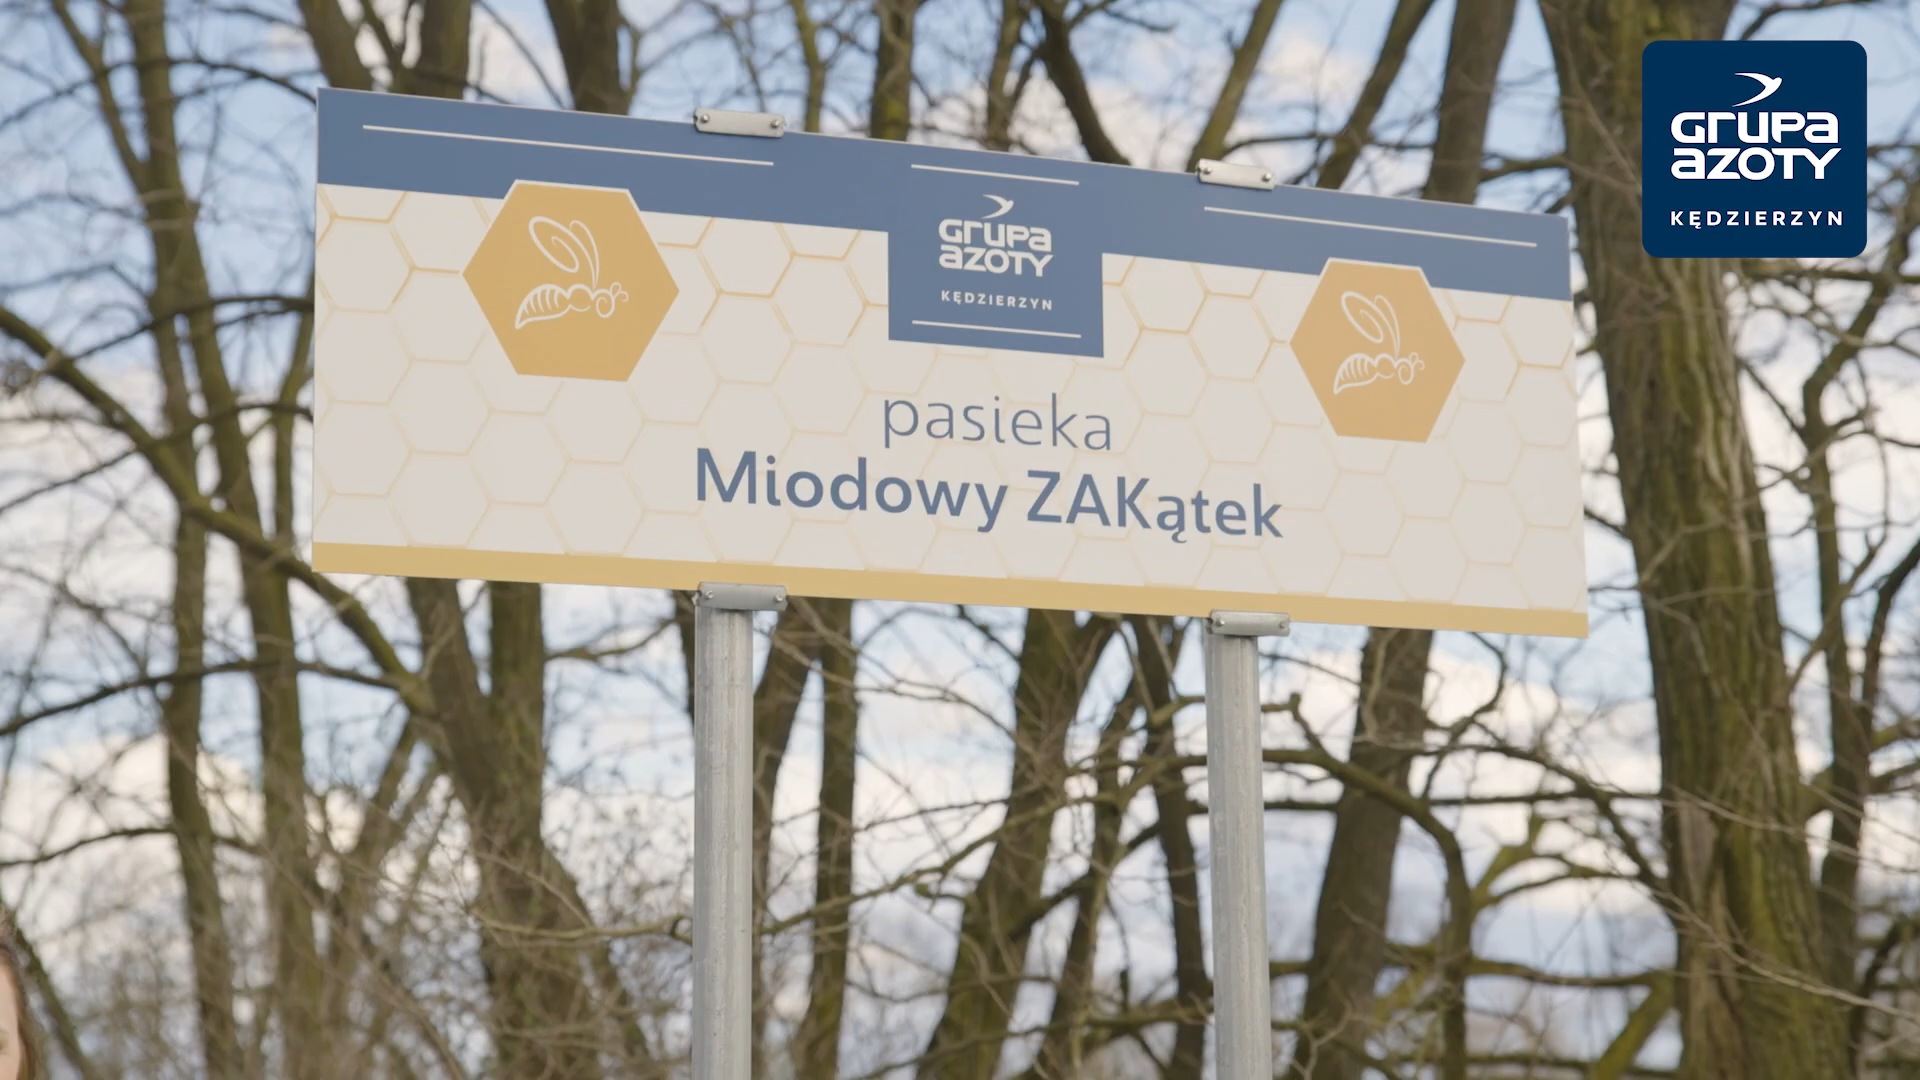 GRUPA
AZOTY
KĘDZIERZYN
pasieka
Miodowy ZAKątek
GRUPA
AZOTY
KĘDZIERZYN